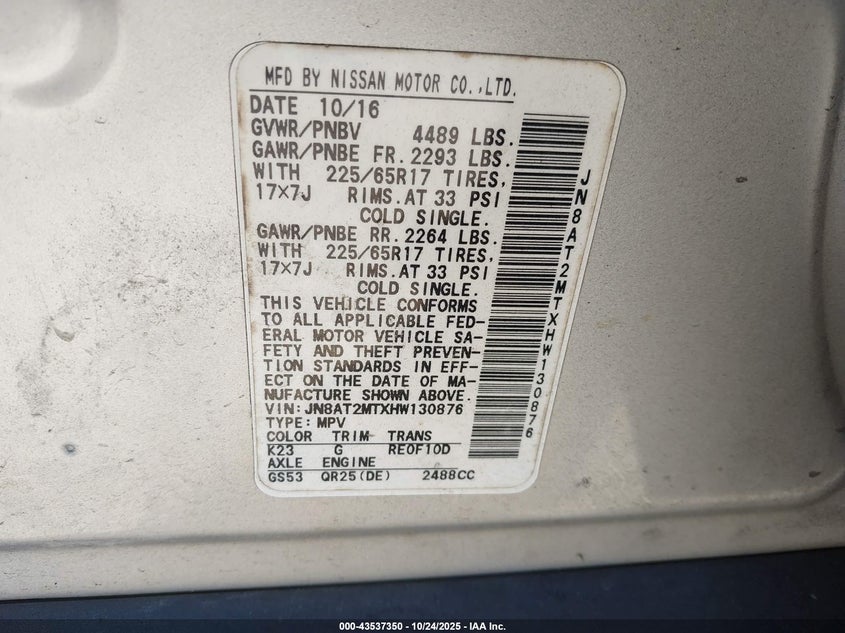 MFD BY NISSAN MOTOR CO.,LTD.
DATE 10/16
GVWR/PNBV 4489 LBS.
GAWR/PNBE FR. 2293 LBS.
WITH 225/65R17 TIRES,
17×7J RIMS.AT 33 PSI
COLD SINGLE.
GAWR/PNBE RR. 2264 LBS.
WITH 225/65R17 TIRES,
17×7J RIMS.AT 33 PSI
COLD SINGLE.
THIS VEHICLE CONFORMS
TO ALL APPLICABLE FED-
ERAL MOTOR VEHICLE SA-
FETY AND THEFT PREVEN-
TION STANDARDS IN EFF-
ECT ON THE DATE OF MA-
NUFACTURE SHOWN ABOVE.
VIN: JN8AT2MTXHW130876
TYPE: MPV
COLOR TRIM TRANS
K23 G RE0F10D
AXLE ENGINE
GS53 QR25(DE) 2488CC
JN8AT2MTXHW130876
000-43537350 - 10/24/2025 - IAA Inc.